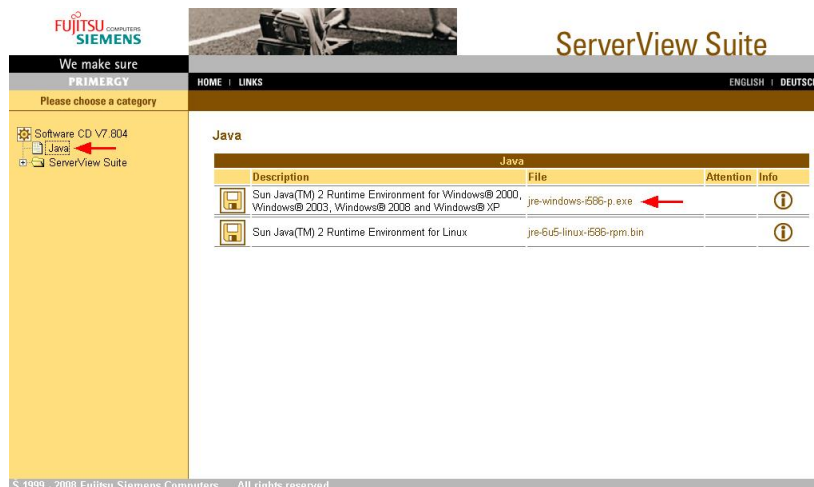 FUJITSU COMPUTERS
SIEMENS
ServerView Suite
We make sure
PRIMERGY
HOME | LINKS
ENGLISH | DEUTSC
Please choose a category
Software CD V7.804
Java
ServerView Suite
Java
Java
Description File Attention Info
Sun Java(TM) 2 Runtime Environment for Windows® 2000,
Windows® 2003, Windows® 2008 and Windows® XP
jre-windows-i586-p.exe
Sun Java(TM) 2 Runtime Environment for Linux
jre-6u5-linux-i586-rpm.bin
1999 - 2008 Fujitsu Siemens Computers All rights reserved